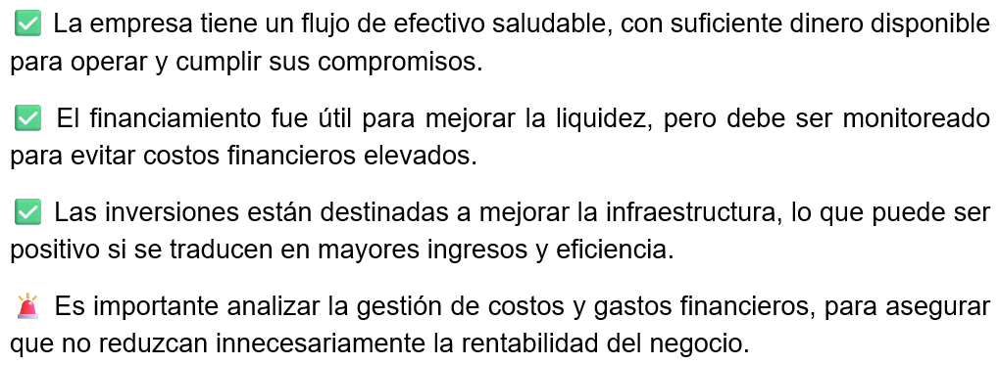 ✅ La empresa tiene un flujo de efectivo saludable, con suficiente dinero disponible
para operar y cumplir sus compromisos.
✅ El financiamiento fue útil para mejorar la liquidez, pero debe ser monitoreado
para evitar costos financieros elevados.
✅ Las inversiones están destinadas a mejorar la infraestructura, lo que puede ser
positivo si se traducen en mayores ingresos y eficiencia.
🚨 Es importante analizar la gestión de costos y gastos financieros, para asegurar
que no reduzcan innecesariamente la rentabilidad del negocio.